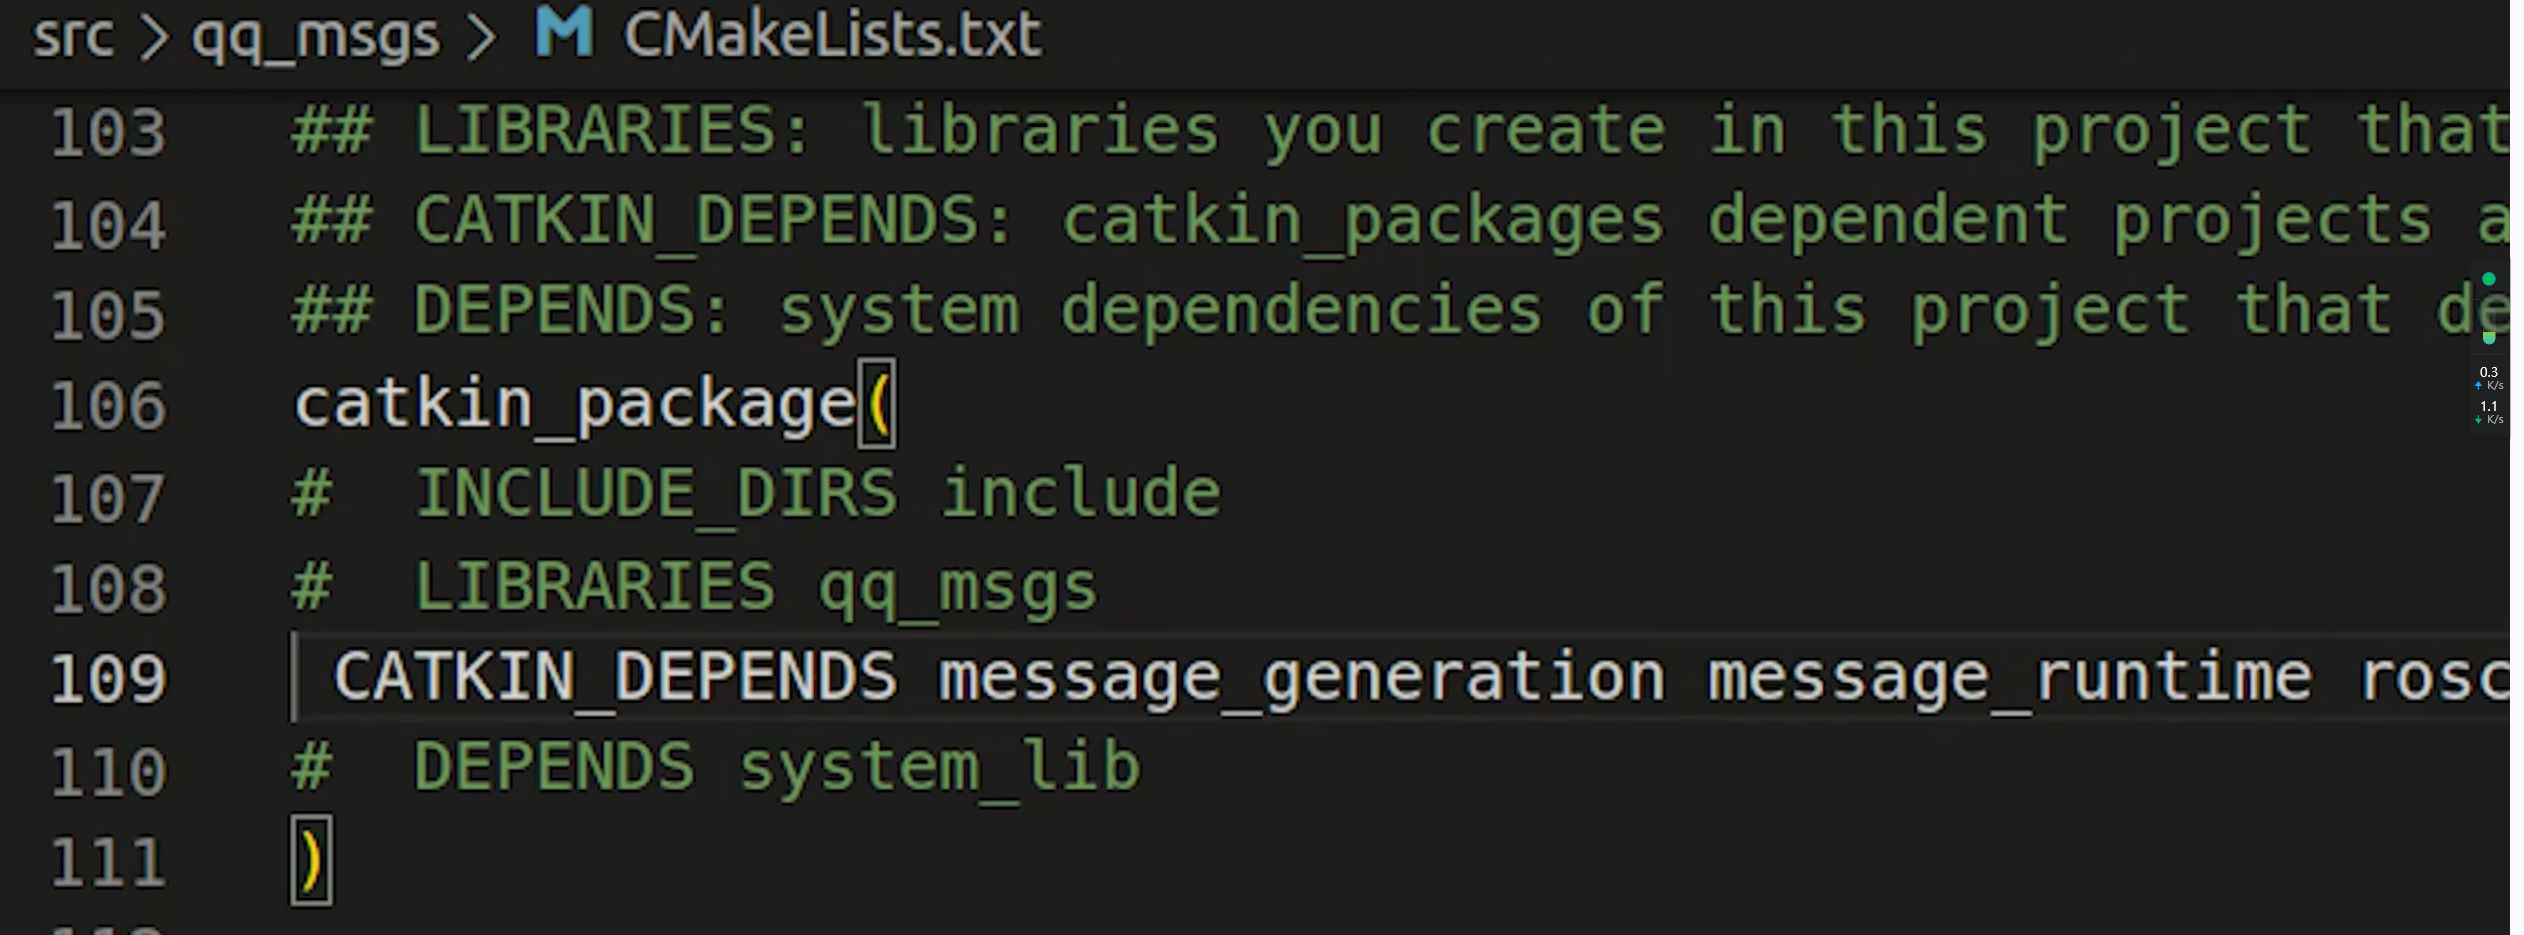 src > qq_msgs > M CMakeLists.txt
103 ## LIBRARIES: libraries you create in this project that
104 ## CATKIN_DEPENDS: catkin_packages dependent projects a
105 ## DEPENDS: system dependencies of this project that de
106 catkin_package(
107 #  INCLUDE_DIRS include
108 #  LIBRARIES qq_msgs
109  CATKIN_DEPENDS message_generation message_runtime rosc
110 #  DEPENDS system_lib
111 )
0.3
↑ K/s
1.1
↓ K/s